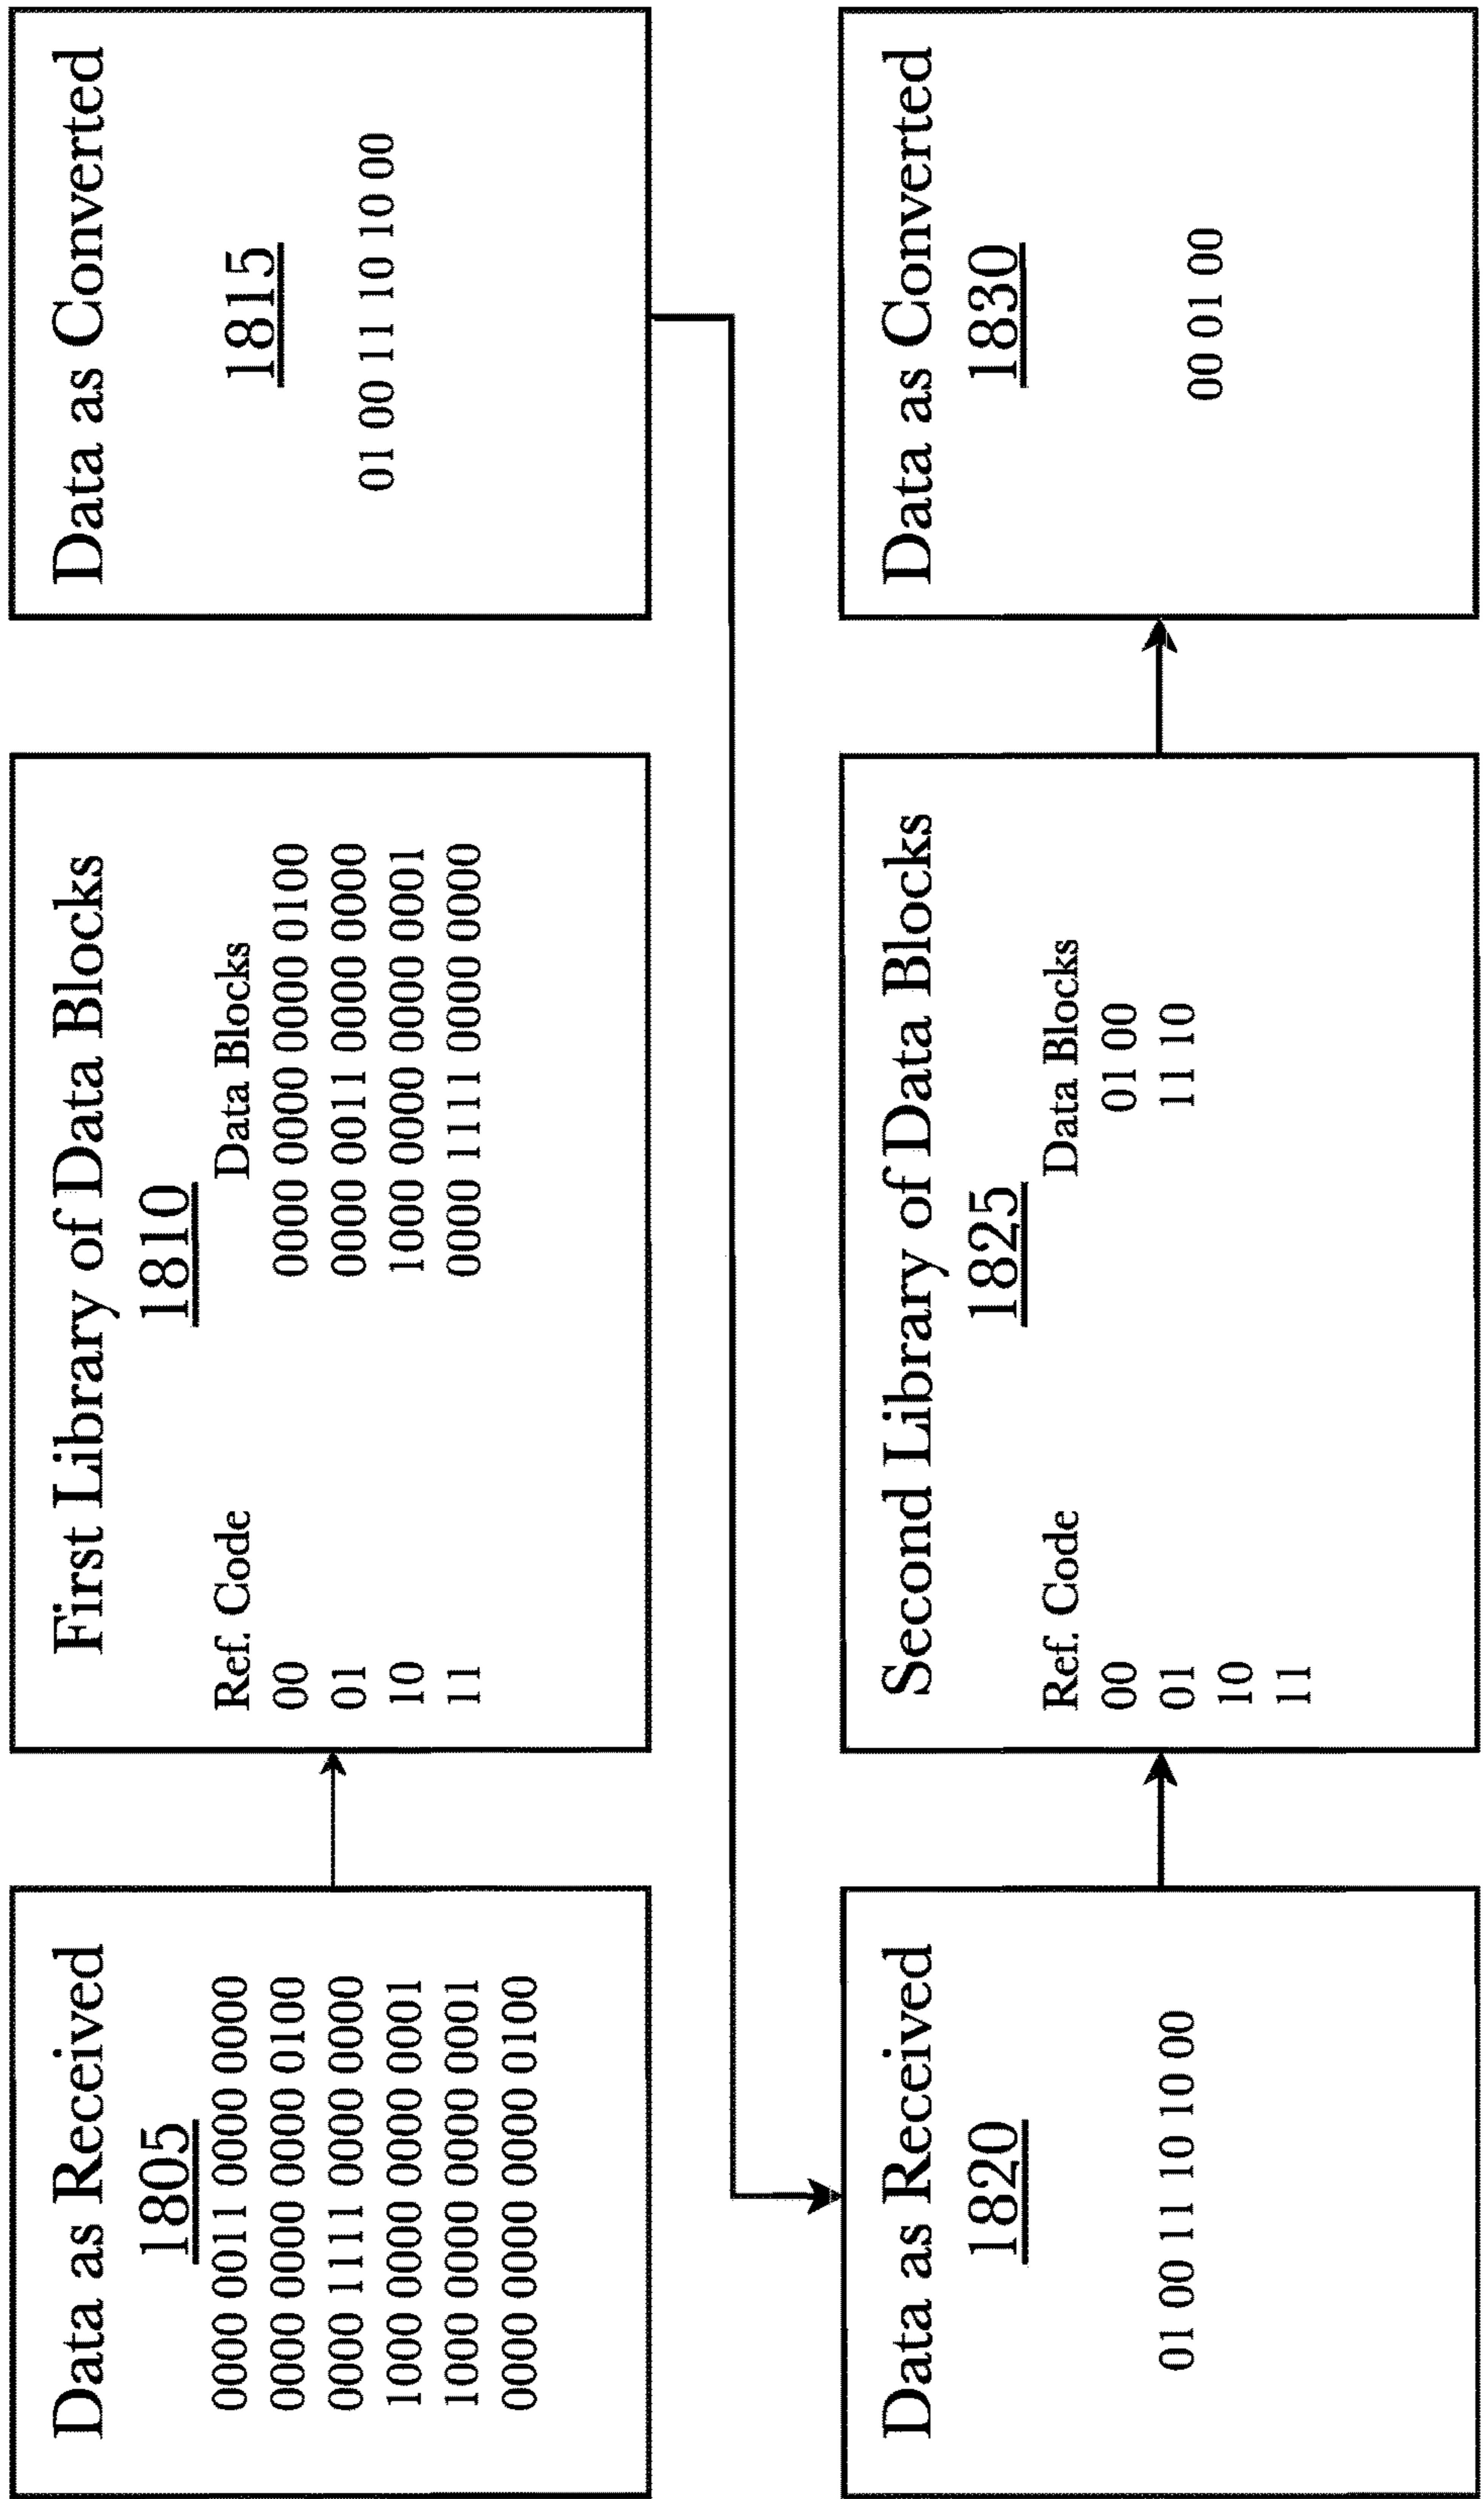 Data as Received
1805
0000 0011 0000 0000
0000 0000 0000 0100
0000 1111 0000 0000
1000 0000 0000 0001
1000 0000 0000 0001
0000 0000 0000 0100
First Library of Data Blocks
1810
Ref. Code Data Blocks
00 0000 0000 0000 0100
01 0000 0011 0000 0000
10 1000 0000 0000 0001
11 0000 1111 0000 0000
Data as Converted
1815
01 00 11 10 10 00
Data as Received
1820
01 00 11 10 10 00
Second Library of Data Blocks
1825
Ref. Code Data Blocks
00 01 00
01 11 10
10
11
Data as Converted
1830
00 01 00